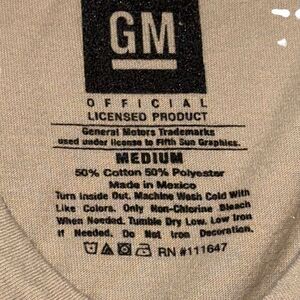 GM
OFFICIAL
LICENSED PRODUCT
General Motors Trademarks
used under license to Fifth Sun Graphics.
MEDIUM
50% Cotton 50% Polyester
Made in Mexico
Turn Inside Out. Machine Wash Cold With
Like Colors. Only Non-Chlorine Bleach
When Needed. Tumble Dry Low. Low Iron
If Needed. Do Not Iron Decoration.
RN #111647